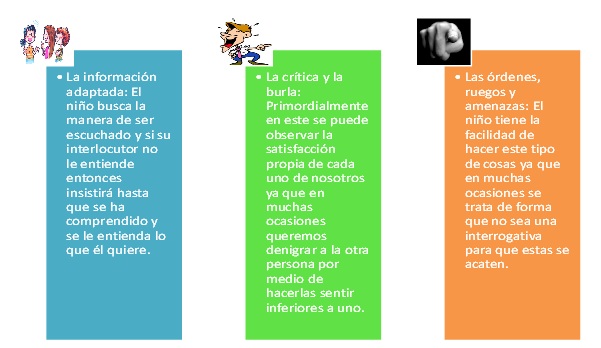 • La información
adaptada: El
niño busca la
manera de ser
escuchado y si su
interlocutor no
le entiende
entonces
insistirá hasta
que se ha
comprendido y
se le entienda lo
que él quiere.
• La crítica y la
burla:
Primordialmente
en este se puede
observar la
satisfacción
propia de cada
uno de nosotros
ya que en
muchas
ocasiones
queremos
denigrar a la otra
persona por
medio de
hacerlas sentir
inferiores a uno.
• Las órdenes,
ruegos y
amenazas: El
niño tiene la
facilidad de
hacer este tipo
de cosas ya que
en muchas
ocasiones se
trata de forma
que no sea una
interrogativa
para que estas se
acaten.